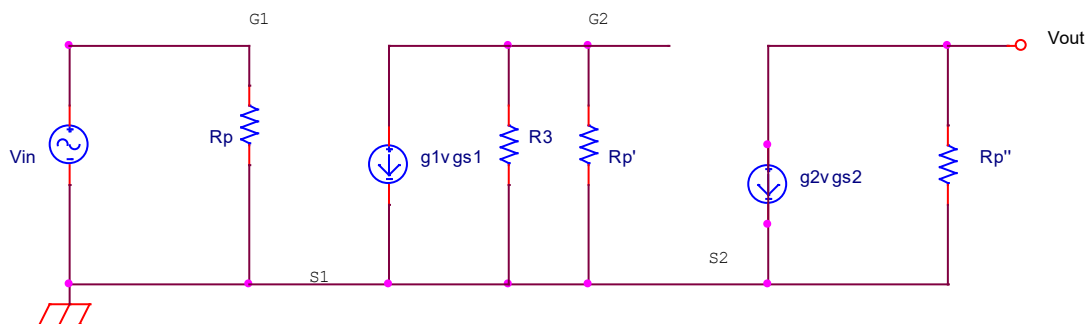 G1
G2
Vout
Vin
Rp
g1vgs1
R3
Rp'
g2vgs2
Rp"
S1
S2